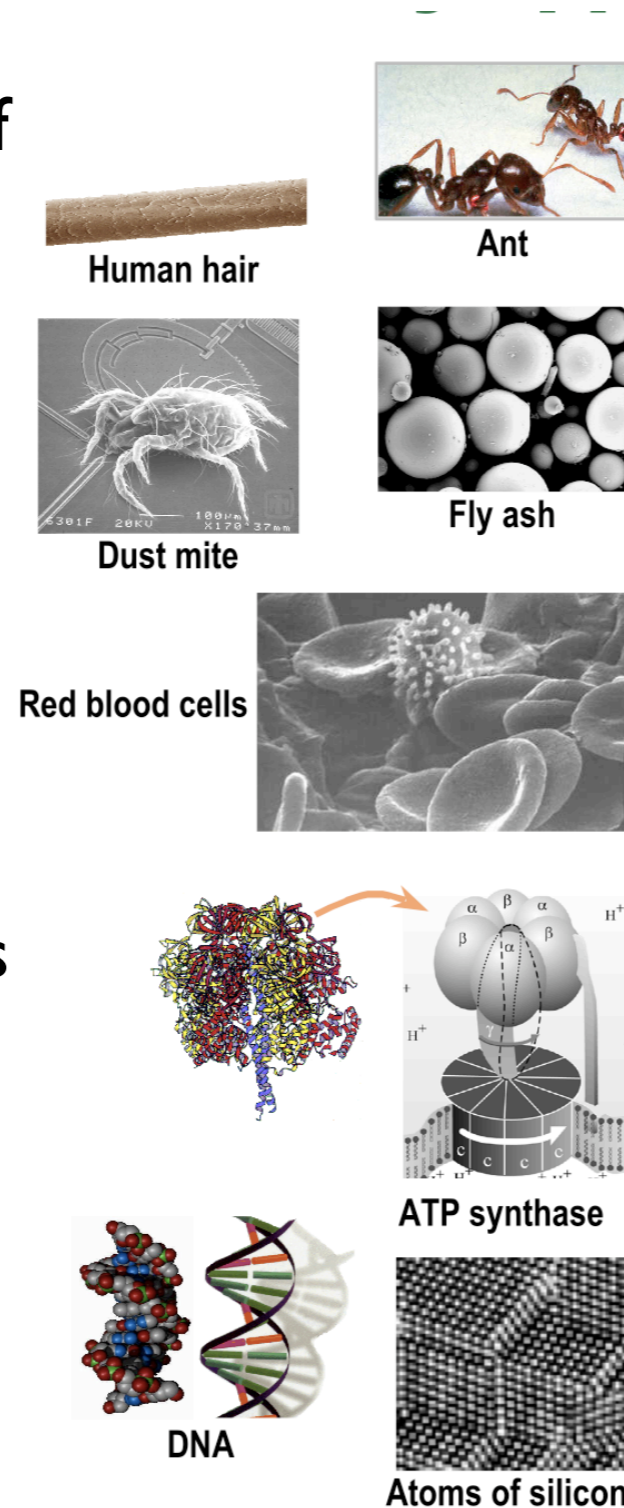 f
Ant
Human hair
6301F 20KV 100μm X170 37mm
Dust mite
Fly ash
Red blood cells
s
α β α
β α β
γ
H+
+
H+
c c c c
H+
+ H+
ATP synthase
DNA
Atoms of silicon